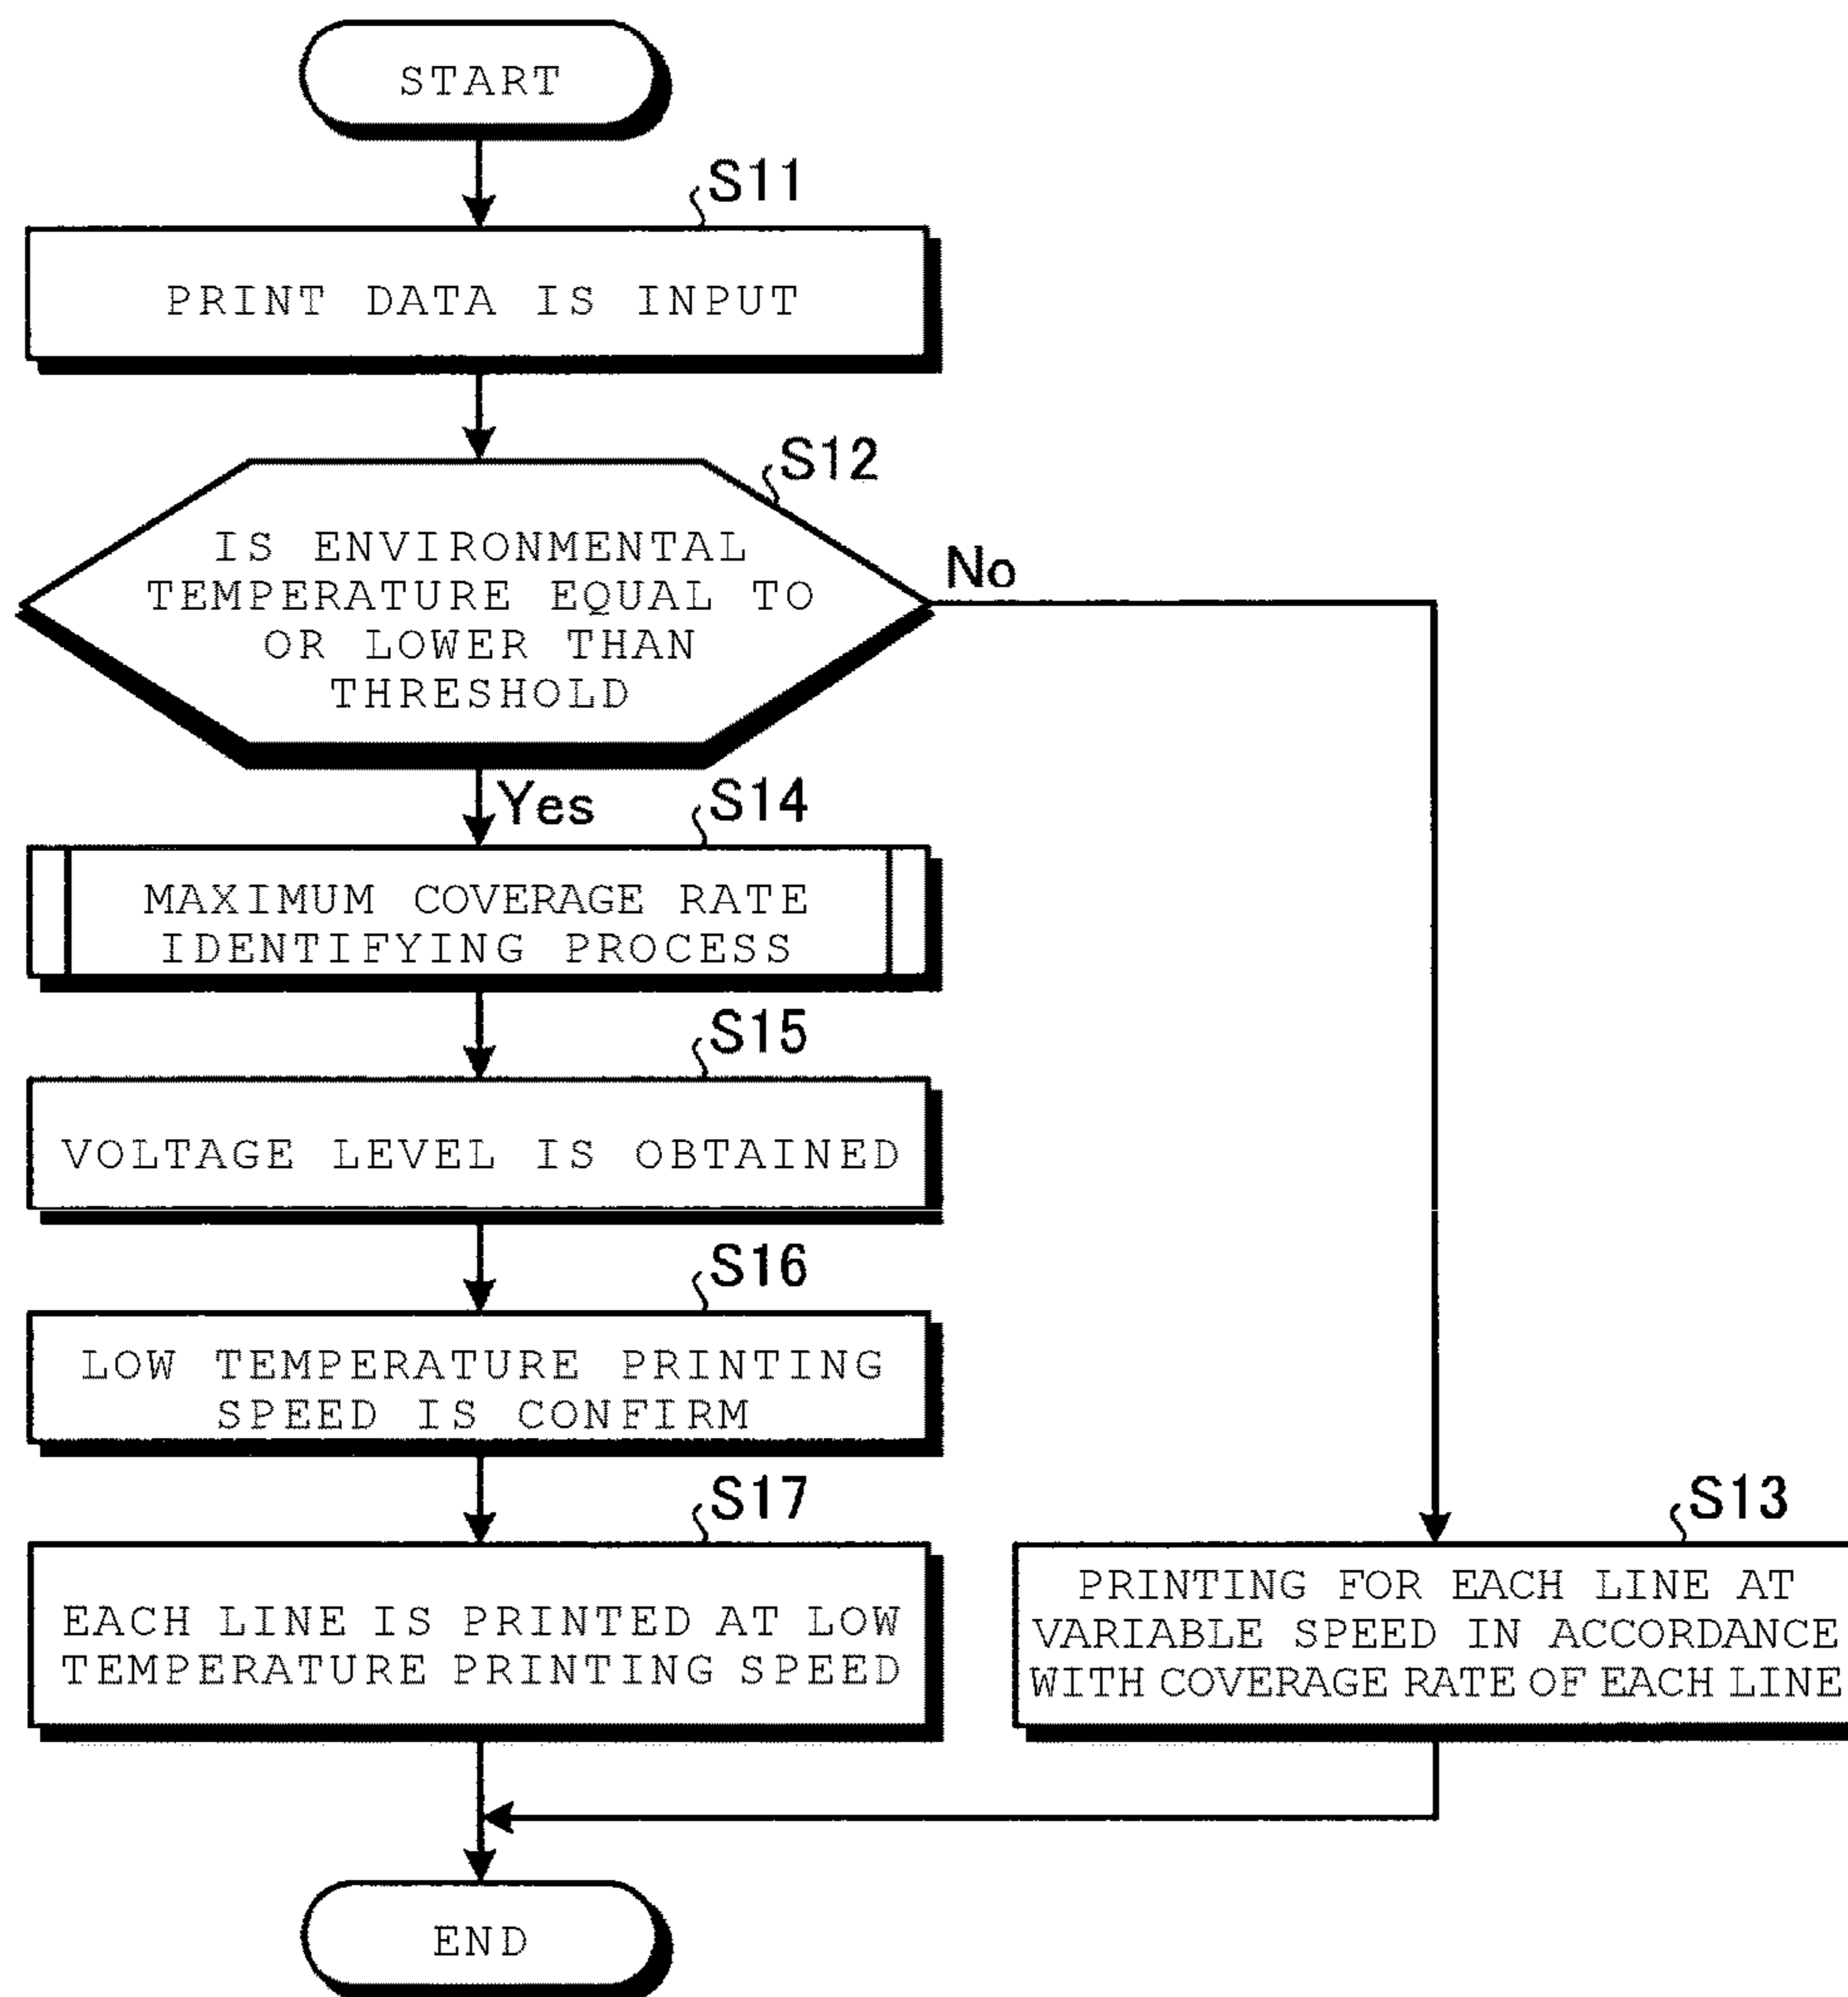 START
S11
PRINT DATA IS INPUT
S12
IS ENVIRONMENTAL
TEMPERATURE EQUAL TO
OR LOWER THAN
THRESHOLD
No
Yes
S14
MAXIMUM COVERAGE RATE
IDENTIFYING PROCESS
S15
VOLTAGE LEVEL IS OBTAINED
S16
LOW TEMPERATURE PRINTING
SPEED IS CONFIRM
S17
EACH LINE IS PRINTED AT LOW
TEMPERATURE PRINTING SPEED
S13
PRINTING FOR EACH LINE AT
VARIABLE SPEED IN ACCORDANCE
WITH COVERAGE RATE OF EACH LINE
END